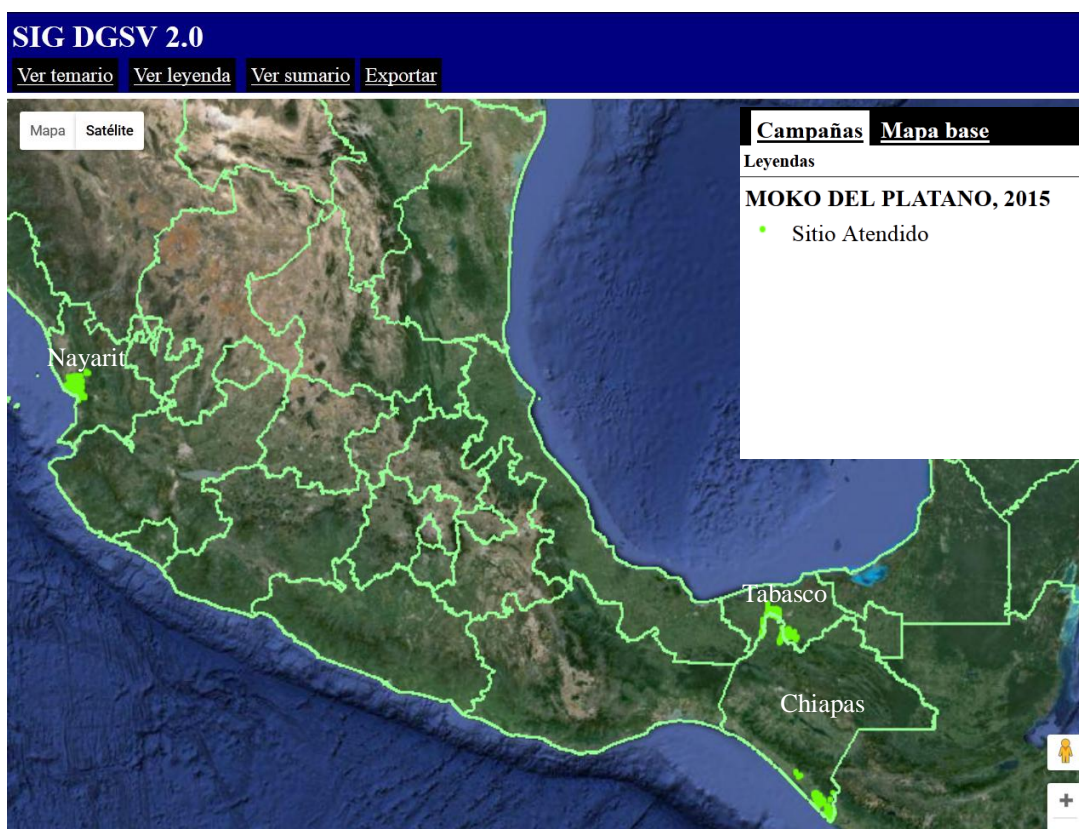 SIG DGSV 2.0
Ver temario Ver leyenda Ver sumario Exportar
Mapa Satélite
Campañas Mapa base
Leyendas
MOKO DEL PLATANO, 2015
Sitio Atendido
Nayarit
Tabasco
Chiapas
+